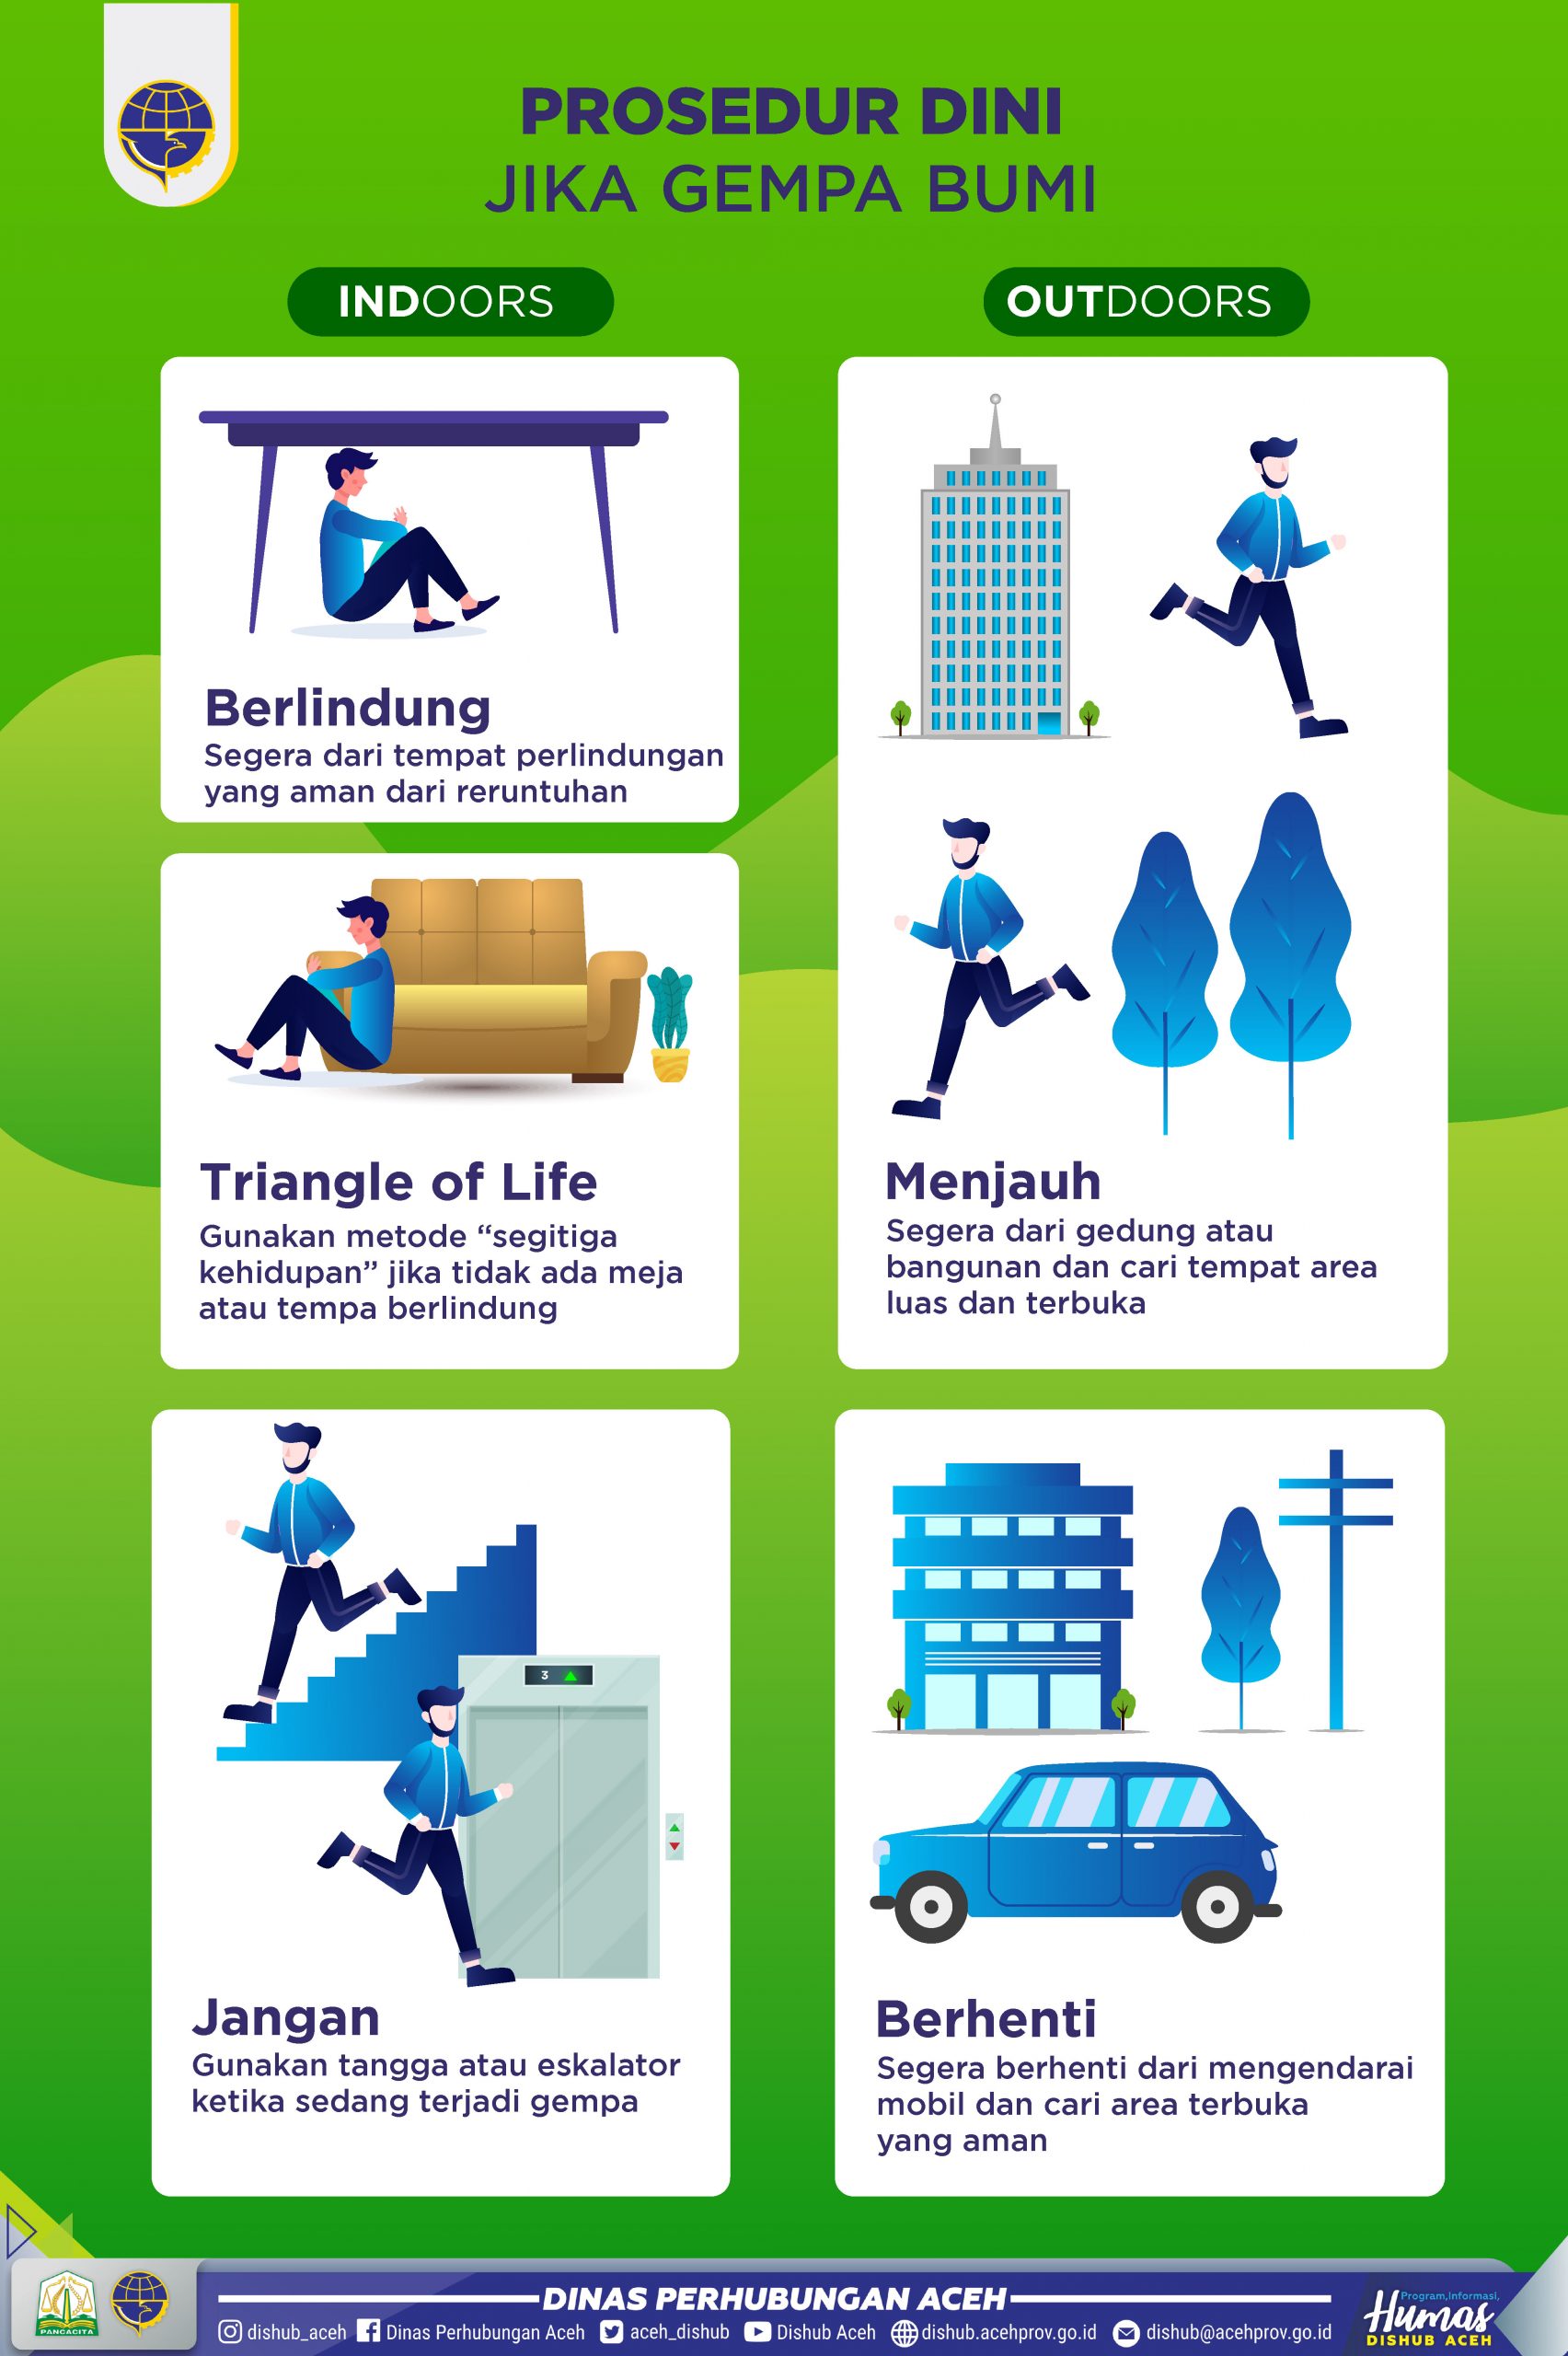 PROSEDUR DINI
JIKA GEMPA BUMI
INDOORS
Berlindung
Segera dari tempat perlindungan
yang aman dari reruntuhan
Triangle of Life
Gunakan metode “segitiga
kehidupan” jika tidak ada meja
atau tempa berlindung
3
Jangan
Gunakan tangga atau eskalator
ketika sedang terjadi gempa
OUTDOORS
Menjauh
Segera dari gedung atau
bangunan dan cari tempat area
luas dan terbuka
Berhenti
Segera berhenti dari mengendarai
mobil dan cari area terbuka
yang aman
PANCACITA
DINAS PERHUBUNGAN ACEH
dishub_aceh Dinas Perhubungan Aceh aceh_dishub Dishub Aceh dishub.acehprov.go.id dishub@acehprov.go.id
Program,Informasi,
Humas
DISHUB ACEH